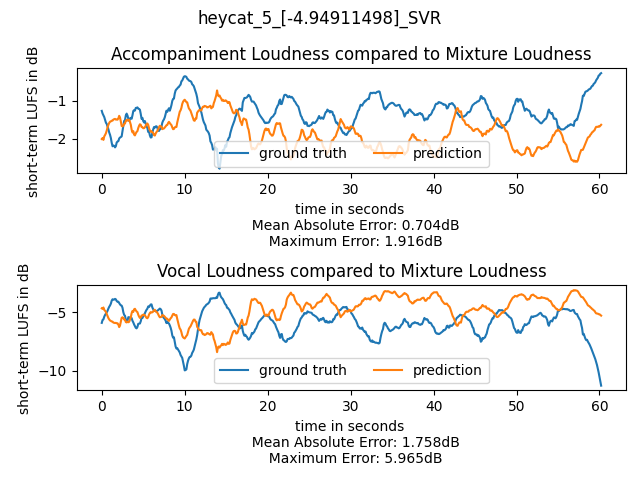 heycat_5_[-4.94911498]_SVR
Accompaniment Loudness compared to Mixture Loudness
short-term LUFS in dB
−1
−2
ground truth
prediction
0 10 20 30 40 50 60
time in seconds
Mean Absolute Error: 0.704dB
Maximum Error: 1.916dB
Vocal Loudness compared to Mixture Loudness
short-term LUFS in dB
−5
−10
ground truth
prediction
0 10 20 30 40 50 60
time in seconds
Mean Absolute Error: 1.758dB
Maximum Error: 5.965dB